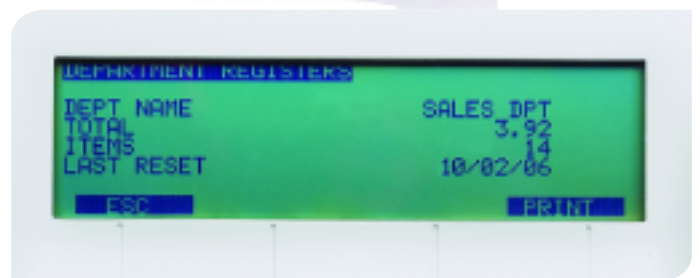 DEPARTMENT REGISTERS
DEPT NAME SALES DPT
TOTAL 3.92
ITEMS 14
LAST RESET 10/02/06
ESC PRINT